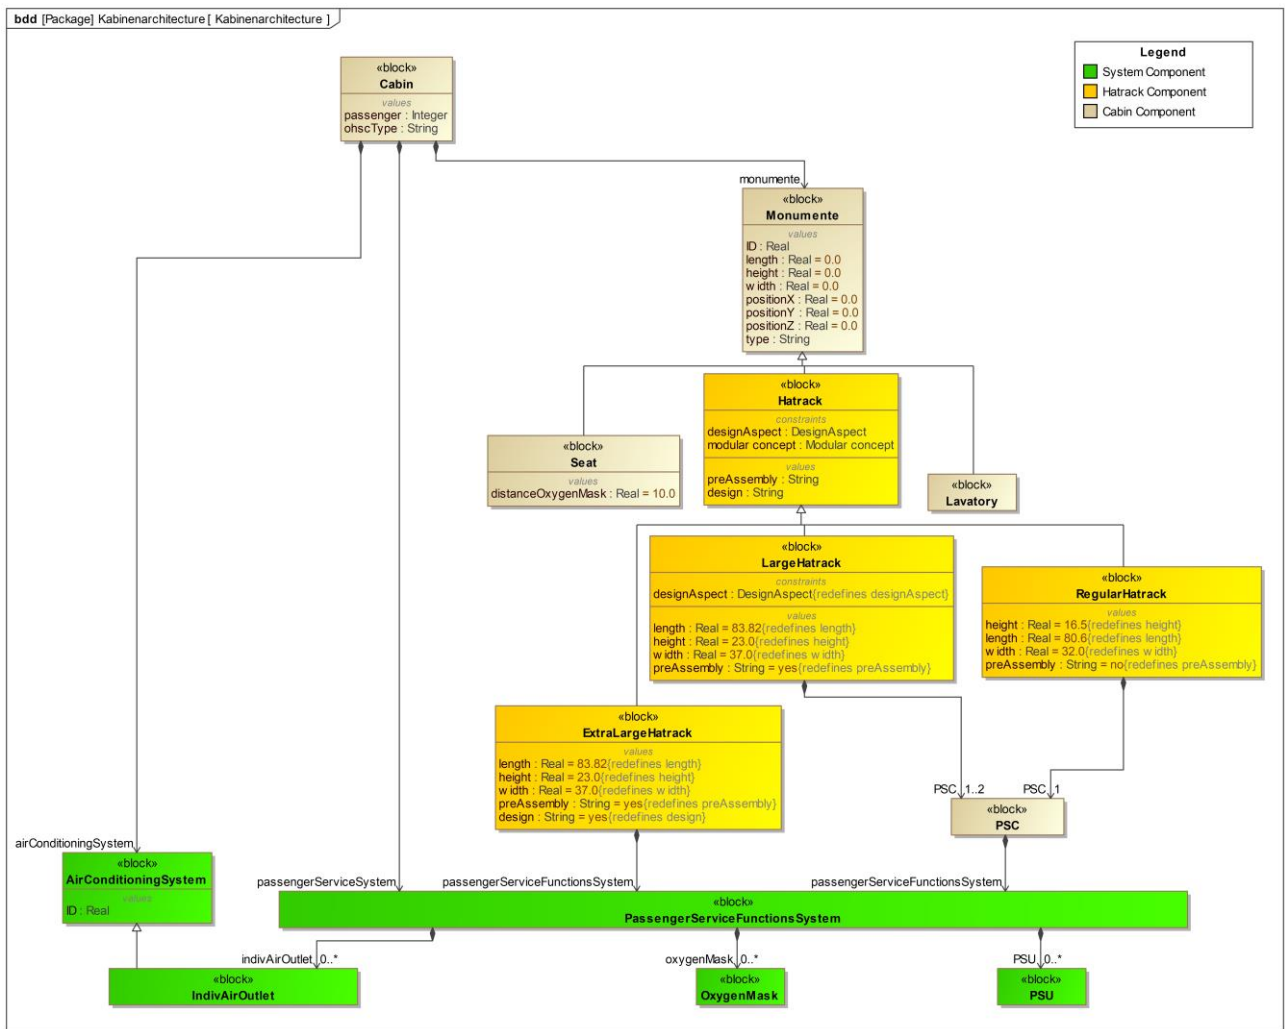 bdd [Package] Kabinenarchitecture [ Kabinenarchitecture ]
Legend
System Component
Hatrack Component
Cabin Component
«block»
Cabin
values
passenger : Integer
ohscType : String
monumente
«block»
Monumente
values
ID : Real
length : Real = 0.0
height : Real = 0.0
width : Real = 0.0
positionX : Real = 0.0
positionY : Real = 0.0
positionZ : Real = 0.0
type : String
«block»
Hatrack
constraints
designAspect : DesignAspect
modular concept : Modular concept
values
preAssembly : String
design : String
«block»
Seat
values
distanceOxygenMask : Real = 10.0
«block»
Lavatory
«block»
LargeHatrack
constraints
designAspect : DesignAspect{redefines designAspect}
values
length : Real = 83.82{redefines length}
height : Real = 23.0{redefines height}
width : Real = 37.0{redefines width}
preAssembly : String = yes{redefines preAssembly}
«block»
RegularHatrack
values
height : Real = 16.5{redefines height}
length : Real = 80.6{redefines length}
width : Real = 32.0{redefines width}
preAssembly : String = no{redefines preAssembly}
«block»
ExtraLargeHatrack
values
length : Real = 83.82{redefines length}
height : Real = 23.0{redefines height}
width : Real = 37.0{redefines width}
preAssembly : String = yes{redefines preAssembly}
design : String = yes{redefines design}
PSC 1..2
PSC 1
«block»
PSC
airConditioningSystem
«block»
AirConditioningSystem
values
ID : Real
passengerServiceSystem
passengerServiceFunctionsSystem
passengerServiceFunctionsSystem
«block»
PassengerServiceFunctionsSystem
indivAirOutlet 0..*
oxygenMask 0..*
PSU 0..*
«block»
IndivAirOutlet
«block»
OxygenMask
«block»
PSU